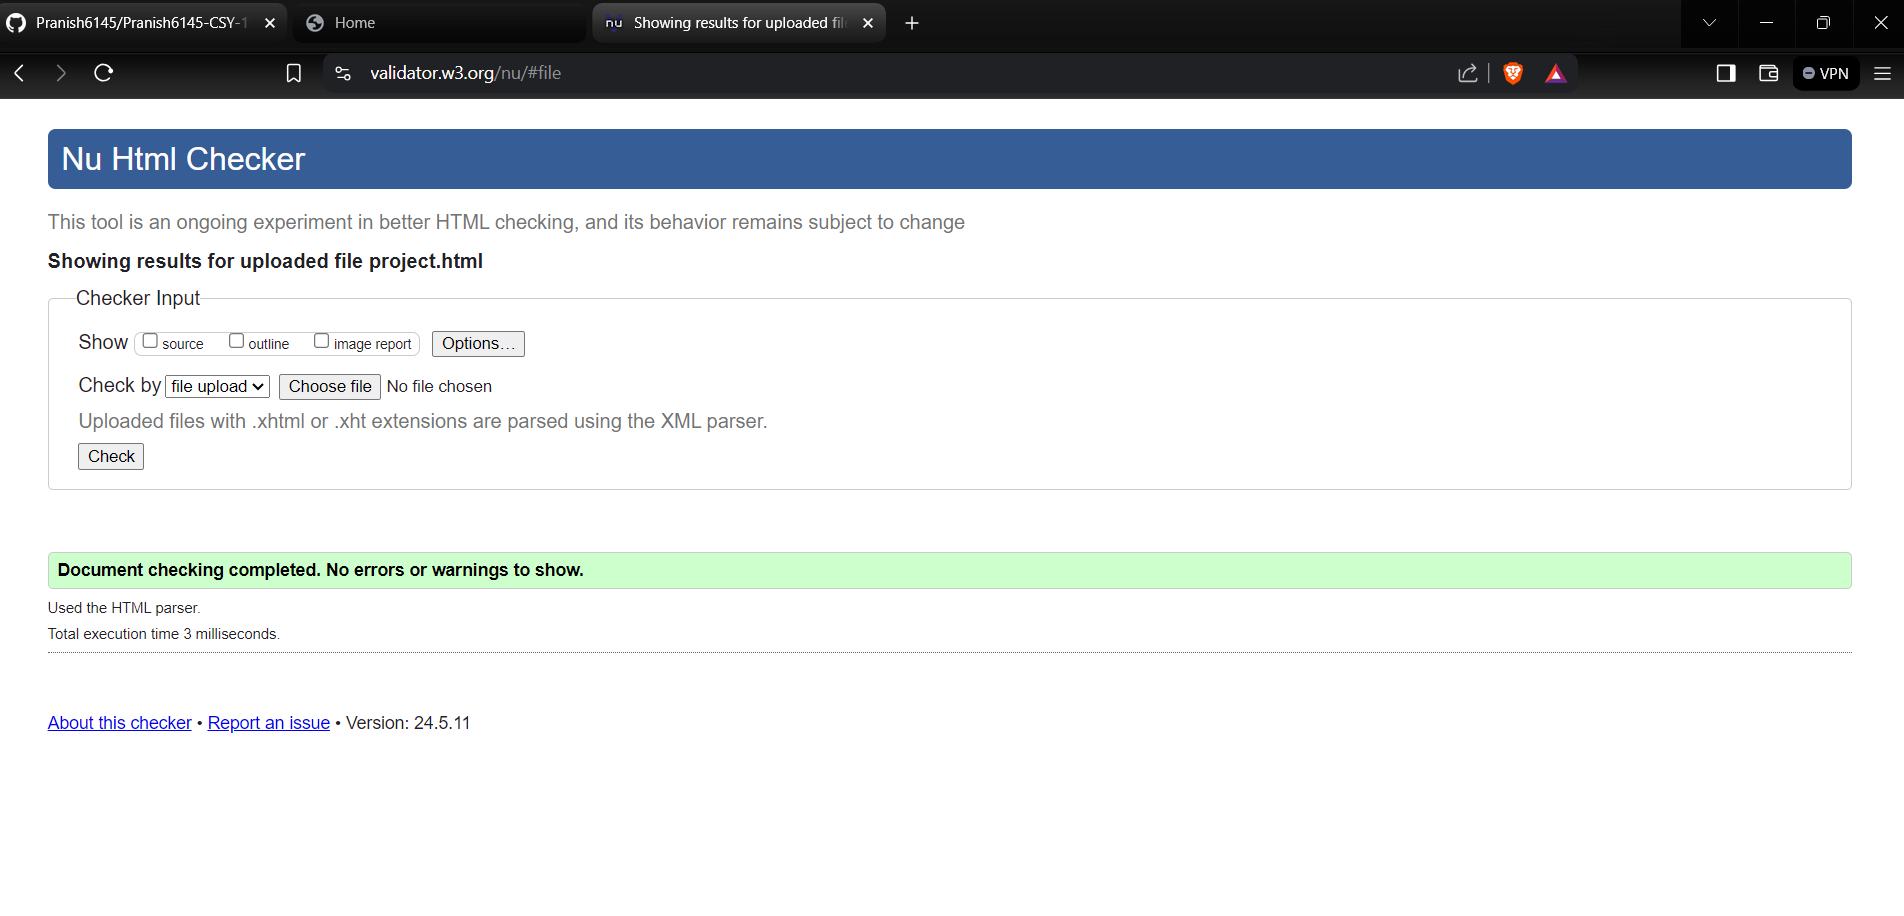 Pranish6145/Pranish6145-CSY-1
Home
nu Showing results for uploaded file
validator.w3.org/nu/#file
VPN
Nu Html Checker
This tool is an ongoing experiment in better HTML checking, and its behavior remains subject to change
Showing results for uploaded file project.html
Checker Input
Show source outline image report Options…
Check by file upload Choose file No file chosen
Uploaded files with .xhtml or .xht extensions are parsed using the XML parser.
Check
Document checking completed. No errors or warnings to show.
Used the HTML parser.
Total execution time 3 milliseconds.
About this checker • Report an issue • Version: 24.5.11